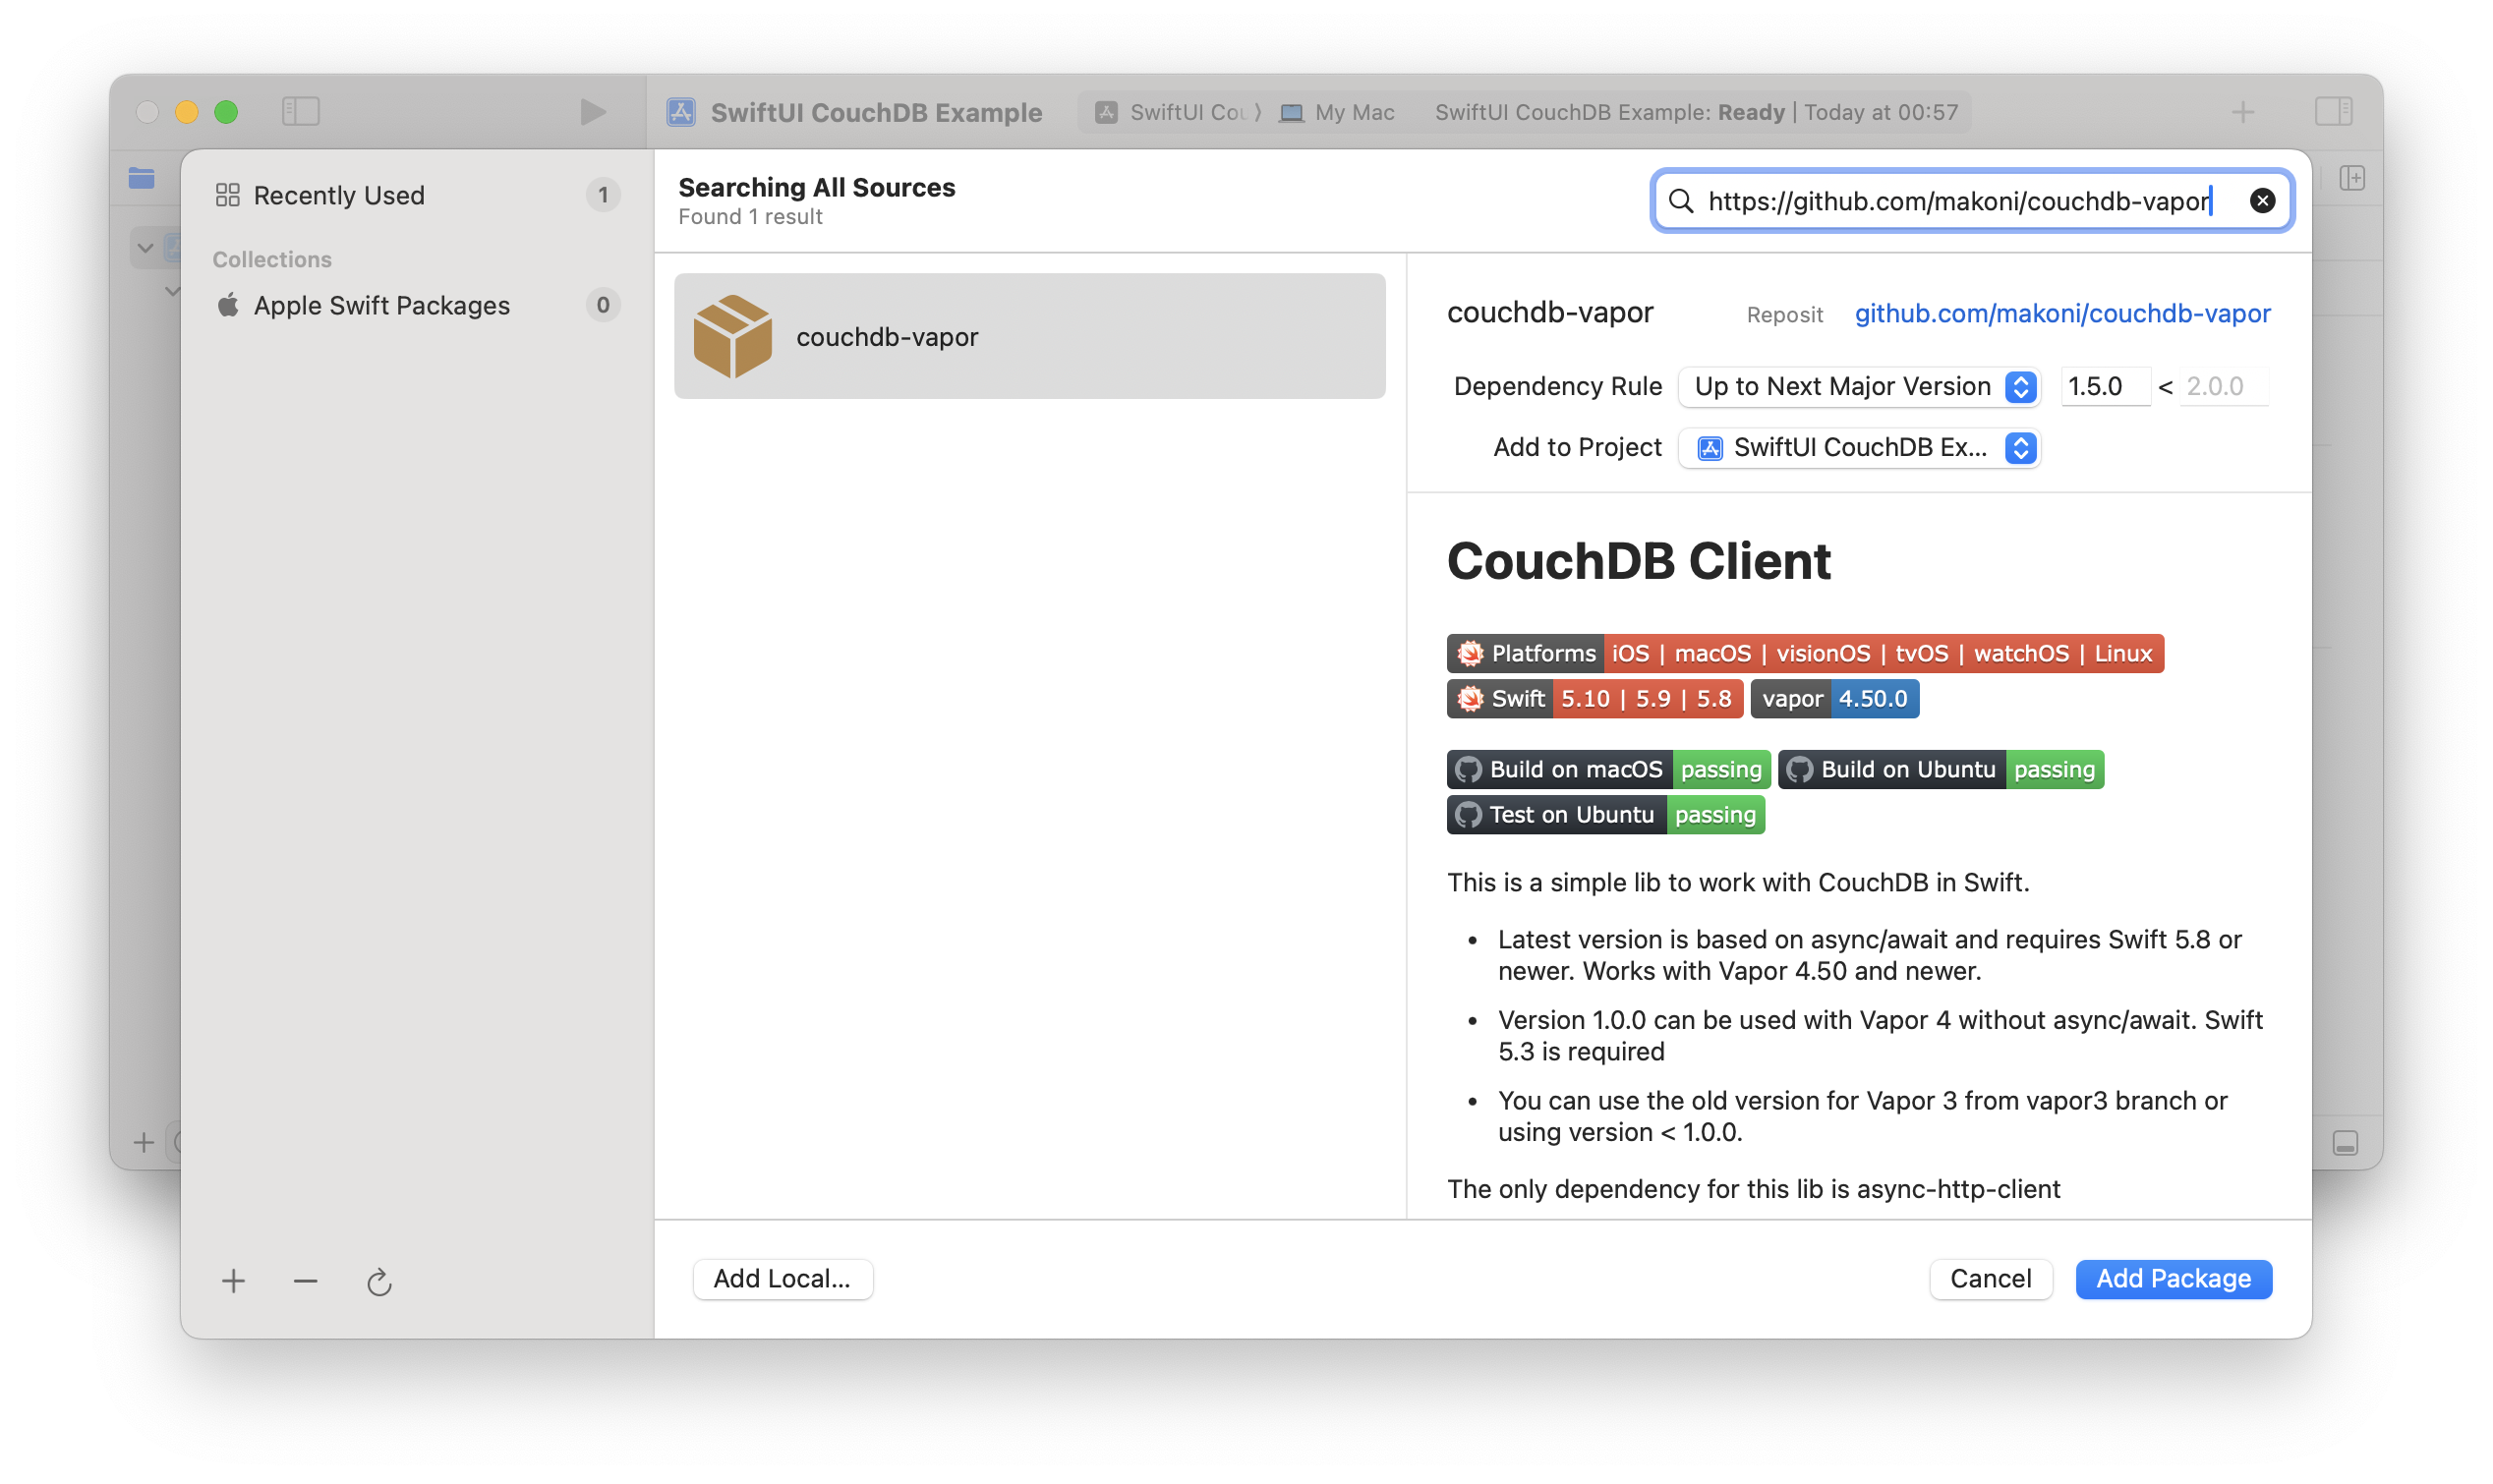 SwiftUI CouchDB Example
SwiftUI Cou
My Mac
SwiftUI CouchDB Example: Ready | Today at 00:57
Recently Used
1
Collections
Apple Swift Packages
0
Searching All Sources
Found 1 result
https://github.com/makoni/couchdb-vapor
couchdb-vapor
couchdb-vapor
Reposit
github.com/makoni/couchdb-vapor
Dependency Rule
Up to Next Major Version
1.5.0 < 2.0.0
Add to Project
SwiftUI CouchDB Ex...
CouchDB Client
Platforms iOS | macOS | visionOS | tvOS | watchOS | Linux
Swift 5.10 | 5.9 | 5.8
vapor 4.50.0
Build on macOS passing
Build on Ubuntu passing
Test on Ubuntu passing
This is a simple lib to work with CouchDB in Swift.
• Latest version is based on async/await and requires Swift 5.8 or
newer. Works with Vapor 4.50 and newer.
• Version 1.0.0 can be used with Vapor 4 without async/await. Swift
5.3 is required
• You can use the old version for Vapor 3 from vapor3 branch or
using version < 1.0.0.
The only dependency for this lib is async-http-client
Add Local...
Cancel
Add Package